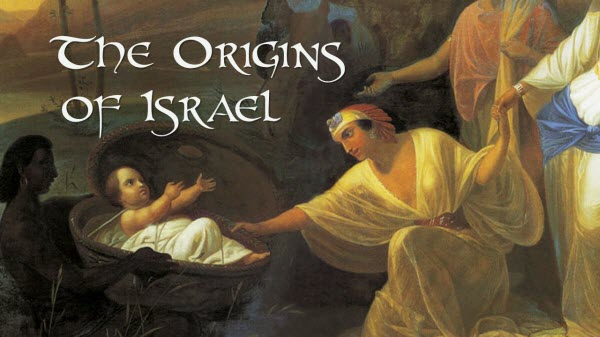 The Origins
of Israel